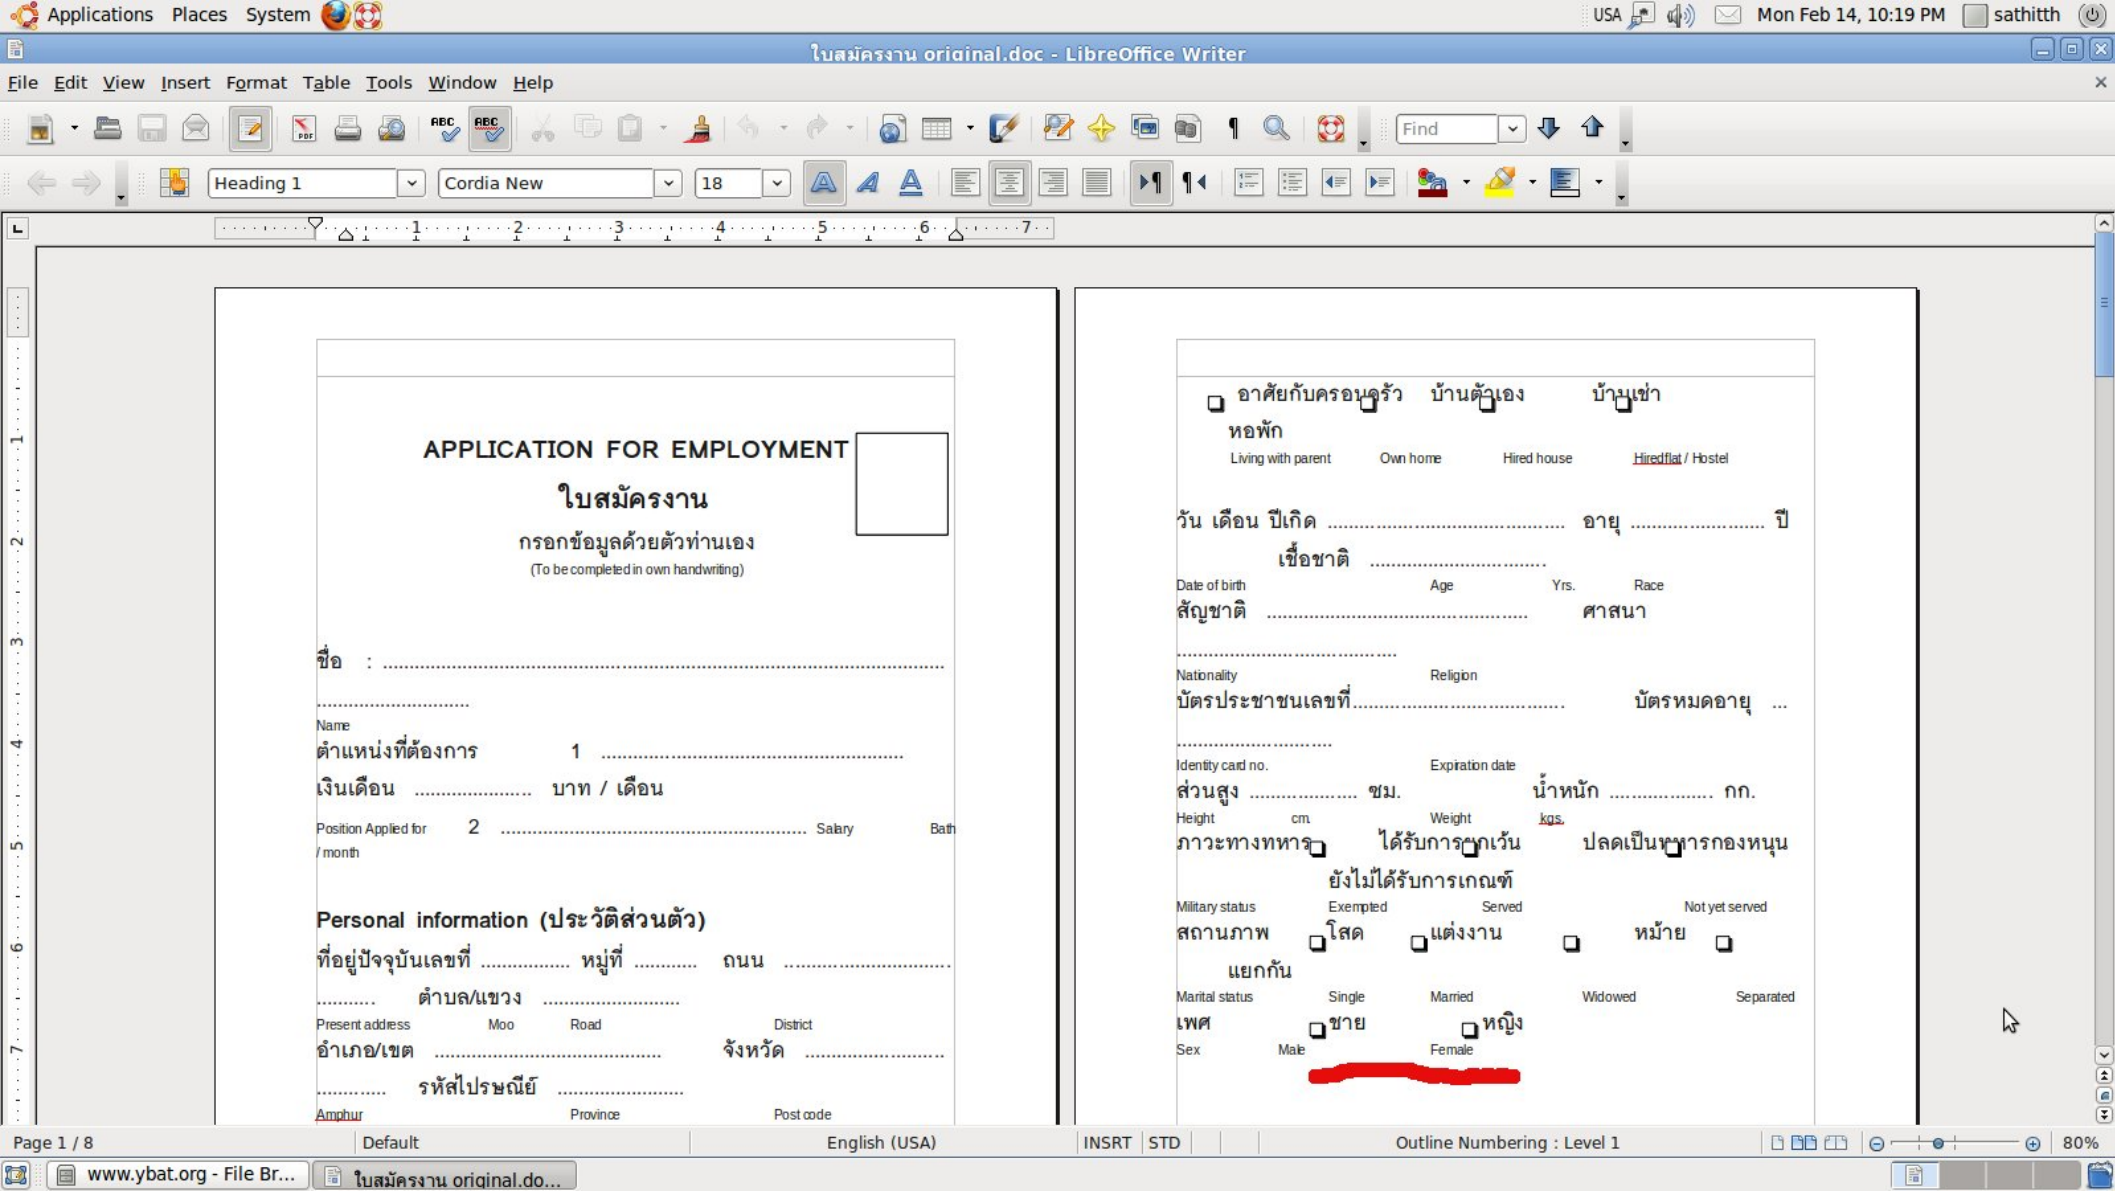 Applications Places System USA Mon Feb 14, 10:19 PM sathitth
ใบสมัครงาน original.doc - LibreOffice Writer
File Edit View Insert Format Table Tools Window Help
ABC ABC Find
Heading 1 Cordia New 18
1 2 3 4 5 6 7
APPLICATION FOR EMPLOYMENT
ใบสมัครงาน
กรอกข้อมูลด้วยตัวท่านเอง
(To be completed in own handwriting)
ชื่อ : ..............................................................................................................
..............................
Name
ตำแหน่งที่ต้องการ 1 ...........................................................
เงินเดือน ....................... บาท / เดือน
Position Applied for 2 ............................................................ Salary Bath
/ month
Personal information (ประวัติส่วนตัว)
ที่อยู่ปัจจุบันเลขที่ ................. หมู่ที่ ............ ถนน ................................
............ ตำบล/แขวง ...........................
Present address Moo Road District
อำเภอ/เขต ............................................ จังหวัด ...........................
.............. รหัสไปรษณีย์ .........................
Amphur Province Post code
อาศัยกับครอบครัว บ้านตัวเอง บ้านเช่า
หอพัก
Living with parent Own home Hired house Hiredflat / Hostel
วัน เดือน ปีเกิด .............................................. อายุ .......................... ปี
เชื้อชาติ ..................................
Date of birth Age Yrs. Race
สัญชาติ .................................................. ศาสนา
...........................................
Nationality Religion
บัตรประชาชนเลขที่......................................... บัตรหมดอายุ ...
..............................
Identity card no. Expiration date
ส่วนสูง ..................... ซม. น้ำหนัก .................... กก.
Height cm. Weight kgs.
ภาวะทางทหาร ได้รับการยกเว้น ปลดเป็นทหารกองหนุน
ยังไม่ได้รับการเกณฑ์
Military status Exempted Served Not yet served
สถานภาพ โสด แต่งงาน หม้าย
แยกกัน
Marital status Single Married Widowed Separated
เพศ ชาย หญิง
Sex Male Female
Page 1 / 8 Default English (USA) INSRT STD Outline Numbering : Level 1 80%
www.ybat.org - File Br... ใบสมัครงาน original.do...